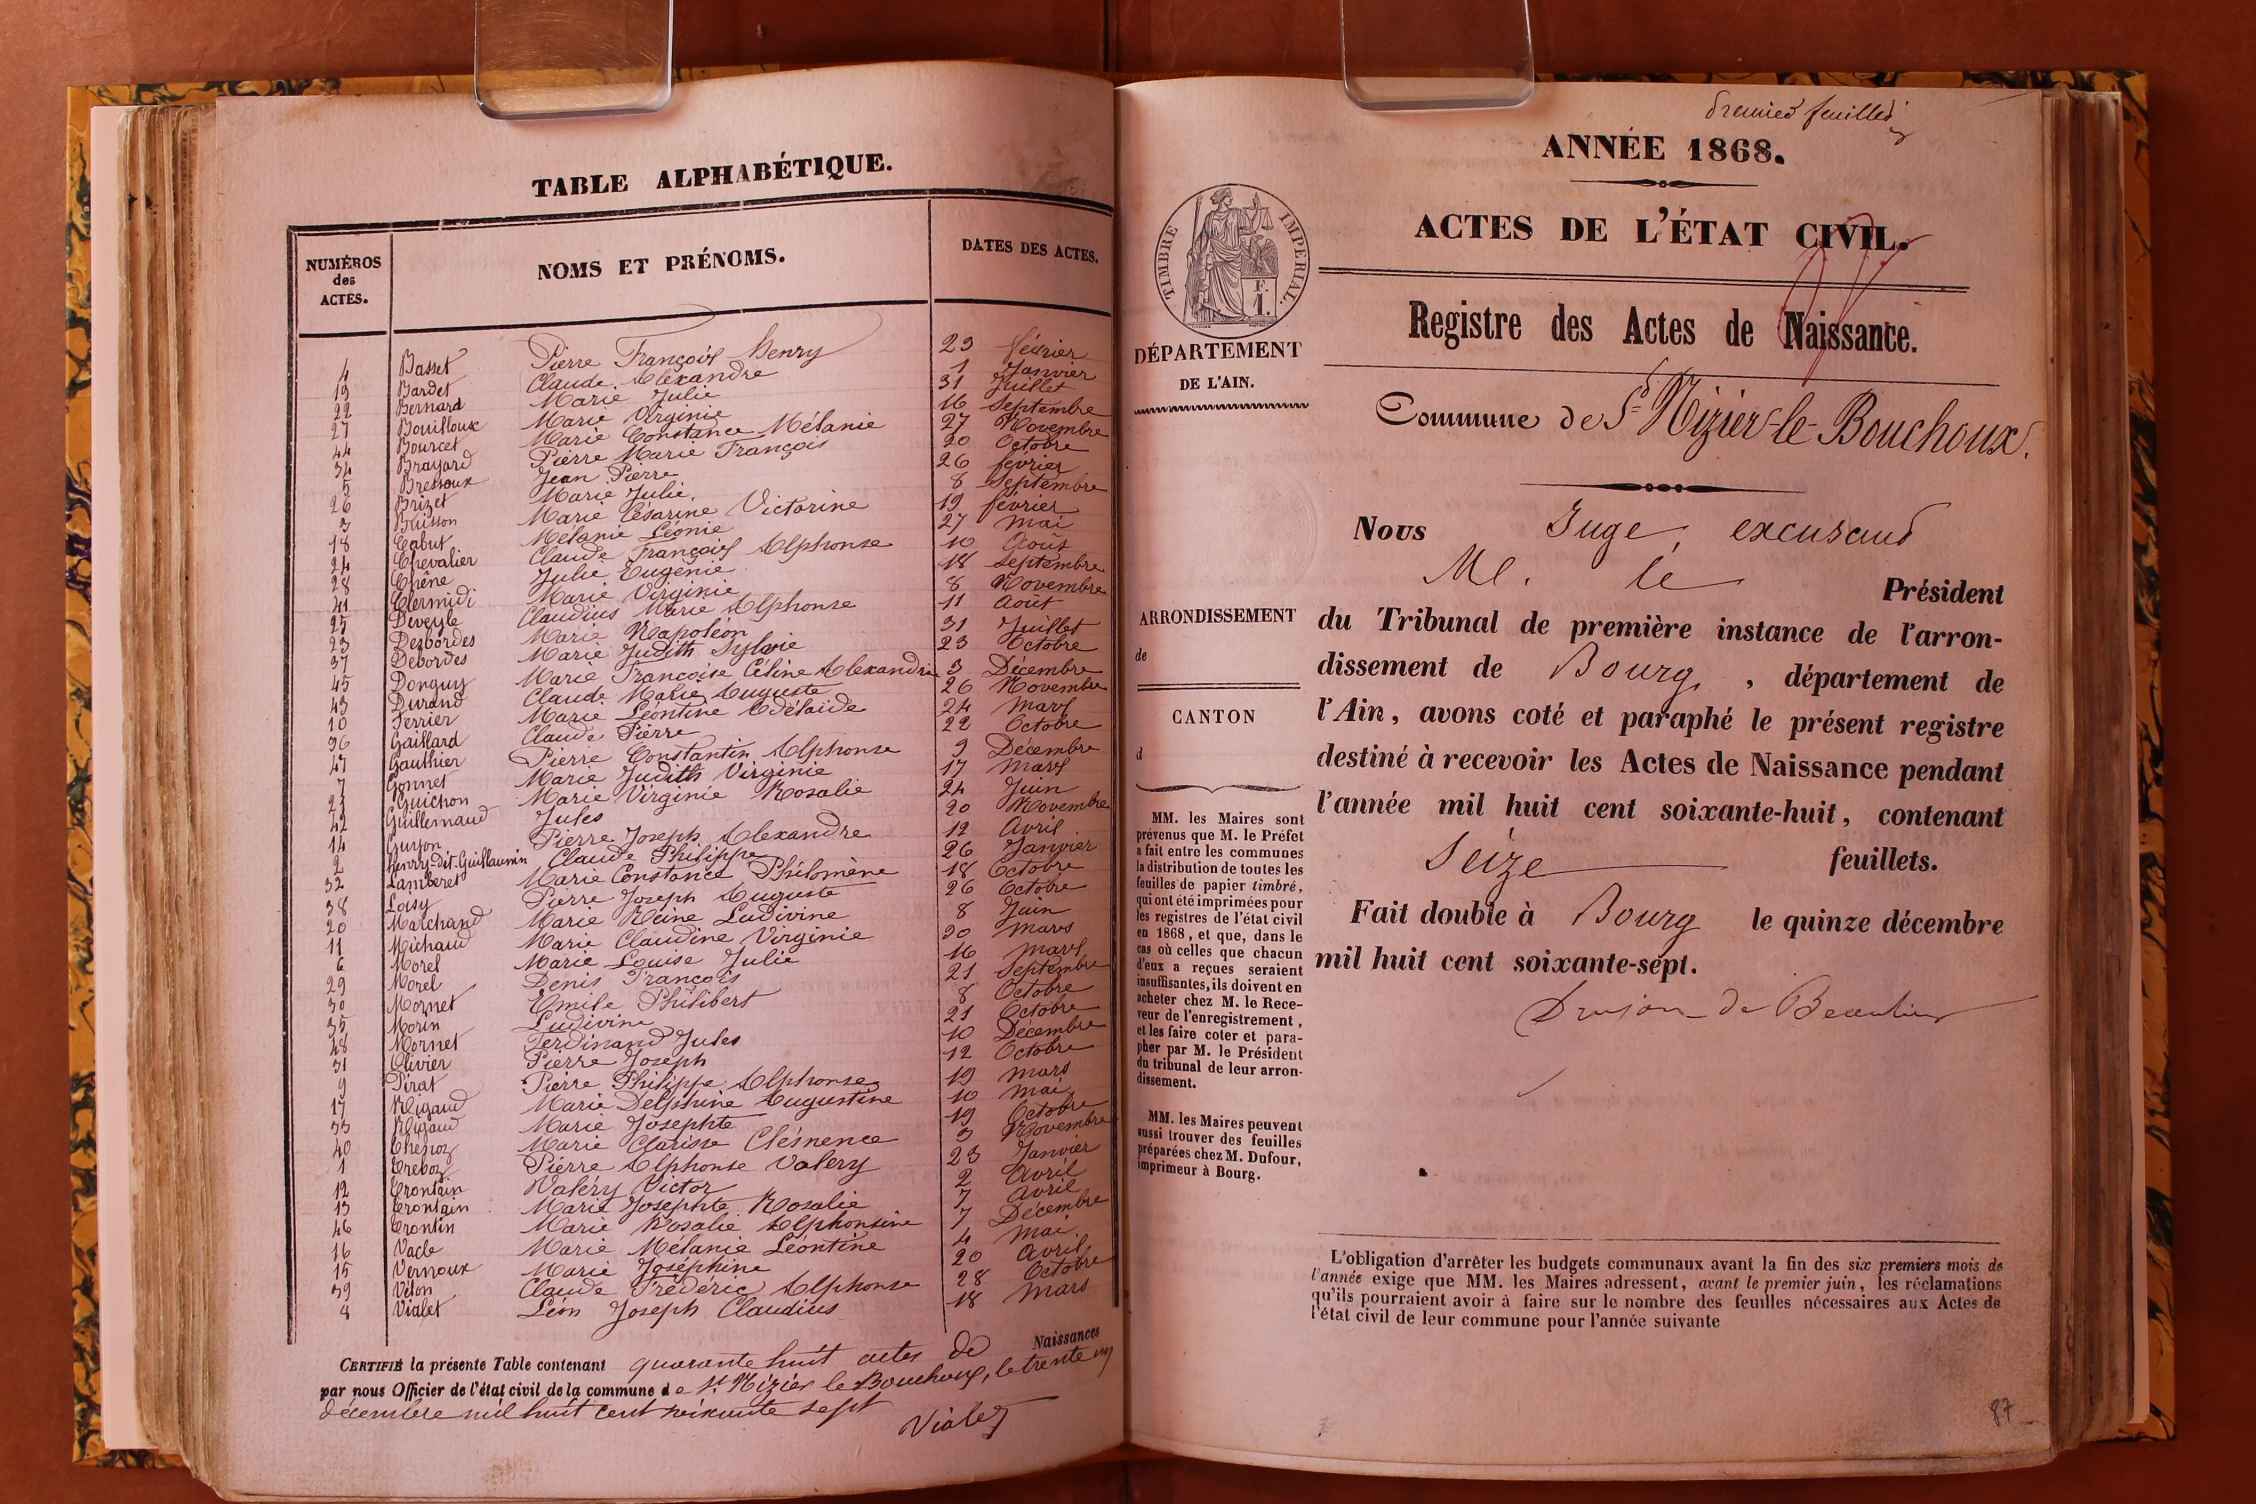 TABLE ALPHABÉTIQUE.
NUMÉROS
des
ACTES.
NOMS ET PRÉNOMS.
DATES DES ACTES.
4 Basset Pierre François Henry 23 février
19 Bardet Claude Alexandre 1 Janvier
22 Bernard Marie Julie 31 Juillet
27 Bouilloux Marie Virginie 16 Septembre
44 Bourcet Marie Constance Mélanie 27 Novembre
34 Brayard Pierre Marie François 20 Octobre
5 Bressoux Jean Pierre 26 février
26 Brizet Marie Julie 8 Septembre
3 Buisson Marie Césarine Victorine 19 février
18 Cabut Mélanie Léonie 27 Mai
24 Chevalier Claude François Alphonse 10 Août
28 Chêne Julie Eugénie 18 Septembre
41 Clermidi Marie Virginie 8 Novembre
25 Deveyle Claudius Marie Alphonse 11 Août
23 Desbordes Marie Napoléon 31 Juillet
37 Debordes Marie Judith Sylvie 23 Octobre
45 Donguy Marie Françoise Céline Alexandrine 3 Décembre
43 Durand Claude Marie Auguste 26 Novembre
10 Ferrier Marie Léontine Adélaïde 24 Mars
36 Gaillard Claude Pierre 22 Octobre
47 Gauthier Pierre Constantin Alphonse 9 Décembre
7 Gonnet Marie Judith Virginie 17 Mars
21 Guichon Marie Virginie Rosalie 24 Juin
42 Guillemaud Jules 20 Novembre
14 Guyon Pierre Joseph Alexandre 12 Avril
2 Henry-dit-Guillaumin Claude Philippe 26 Janvier
32 Lamberet Marie Constance Philomène 18 Octobre
38 Loisy Pierre Joseph Auguste 26 Octobre
20 Marchand Marie Reine Ludivine 8 Juin
11 Michaud Marie Claudine Virginie 30 Mars
6 Morel Marie Louise Julie 16 Mars
29 Morel Denis François 21 Septembre
30 Mornet Emile Philibert 8 Octobre
35 Morin Ludivine 21 Octobre
48 Mornet Ferdinand Jules 10 Décembre
31 Olivier Pierre Joseph 12 Octobre
9 Pirat Pierre Philippe Alphonse 19 Mars
17 Rigaud Marie Delphine Augustine 10 Mai
33 Rigaud Marie Josephte 19 Octobre
40 Marie Clarisse Clémence 3 Novembre
1 Treboz Pierre Alphonse Valery 23 Janvier
12 Trontain Valéry Victor 2 Avril
13 Trontain Marie Josephte Rosalie 7 Avril
46 Trontin Marie Rosalie Alphonsine 7 Décembre
16 Vacle Marie Mélanie Léontine 4 Mai
15 Vernoux Marie Joséphine 20 Avril
39 Villon Claude Frédéric Alphonse 28 Octobre
8 Vialet Léon Joseph Claudius 18 Mars
CERTIFIÉ la présente Table contenant quarante huit actes de Naissances
par nous Officier de l'état civil de la commune de St. Nizier le Bouchoux, le trente un
décembre mil huit cent soixante sept
Vialet
premier feuillet
ANNÉE 1868.
ACTES DE L'ÉTAT CIVIL.
TIMBRE IMPERIAL.
Registre des Actes de Naissance.
DÉPARTEMENT
DE L'AIN.
Commune de St Nizier-le-Bouchoux.
Nous Juge, excusant
M. le Président
ARRONDISSEMENT
de
CANTON
d
du Tribunal de première instance de l'arron-
dissement de Bourg, département de
l'Ain, avons coté et paraphé le présent registre
destiné à recevoir les Actes de Naissance pendant
l'année mil huit cent soixante-huit, contenant
Seize feuillets.
Fait double à Bourg le quinze décembre
mil huit cent soixante-sept.
MM. les Maires sont
prévenus que M. le Préfet
a fait entre les communes
la distribution de toutes les
feuilles de papier timbré,
qui ont été imprimées pour
les registres de l'état civil
en 1868, et que, dans le
cas où celles que chacun
d'eux a reçues seraient
insuffisantes, ils doivent en
acheter chez M. le Rece-
veur de l'enregistrement,
et les faire coter et para-
pher par M. le Président
du tribunal de leur arron-
dissement.
MM. les Maires peuvent
aussi trouver des feuilles
préparées chez M. Dufour,
imprimeur à Bourg.
L'obligation d'arrêter les budgets communaux avant la fin des six premiers mois de
l'année exige que MM. les Maires adressent, avant le premier juin, les réclamations
qu'ils pourraient avoir à faire sur le nombre des feuilles nécessaires aux Actes de
l'état civil de leur commune pour l'année suivante
87